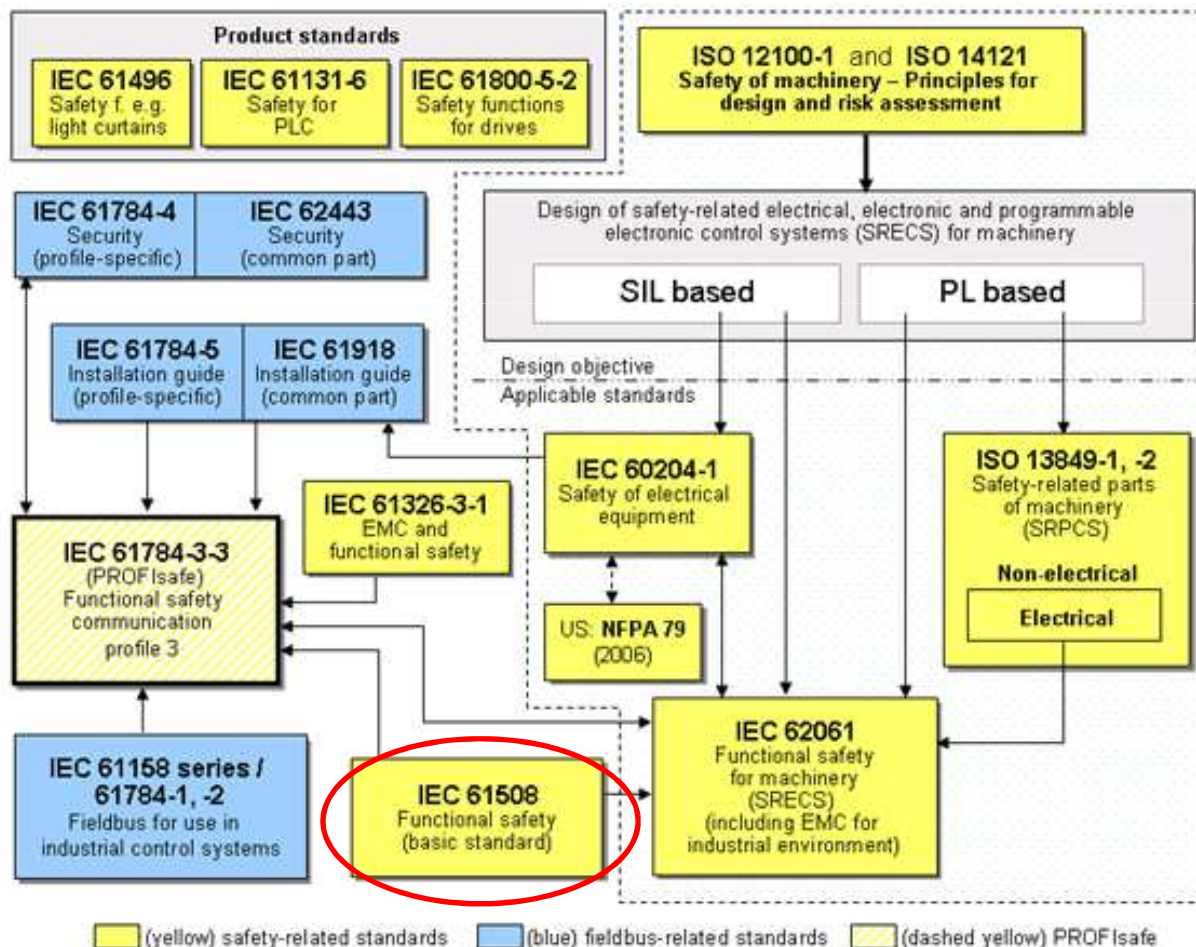 Product standards
IEC 61496
Safety f. e.g.
light curtains
IEC 61131-6
Safety for
PLC
IEC 61800-5-2
Safety functions
for drives
ISO 12100-1 and ISO 14121
Safety of machinery – Principles for
design and risk assessment
IEC 61784-4
Security
(profile-specific)
IEC 62443
Security
(common part)
Design of safety-related electrical, electronic and programmable
electronic control systems (SRECS) for machinery
SIL based
PL based
IEC 61784-5
Installation guide
(profile-specific)
IEC 61918
Installation guide
(common part)
Design objective
Applicable standards
IEC 60204-1
Safety of electrical
equipment
ISO 13849-1, -2
Safety-related parts
of machinery
(SRPCS)
Non-electrical
Electrical
IEC 61326-3-1
EMC and
functional safety
IEC 61784-3-3
(PROFIsafe)
Functional safety
communication
profile 3
US: NFPA 79
(2006)
IEC 62061
Functional safety
for machinery
(SRECS)
(including EMC for
industrial environment)
IEC 61158 series /
61784-1, -2
Fieldbus for use in
industrial control systems
IEC 61508
Functional safety
(basic standard)
(yellow) safety-related standards
(blue) fieldbus-related standards
(dashed yellow) PROFIsafe